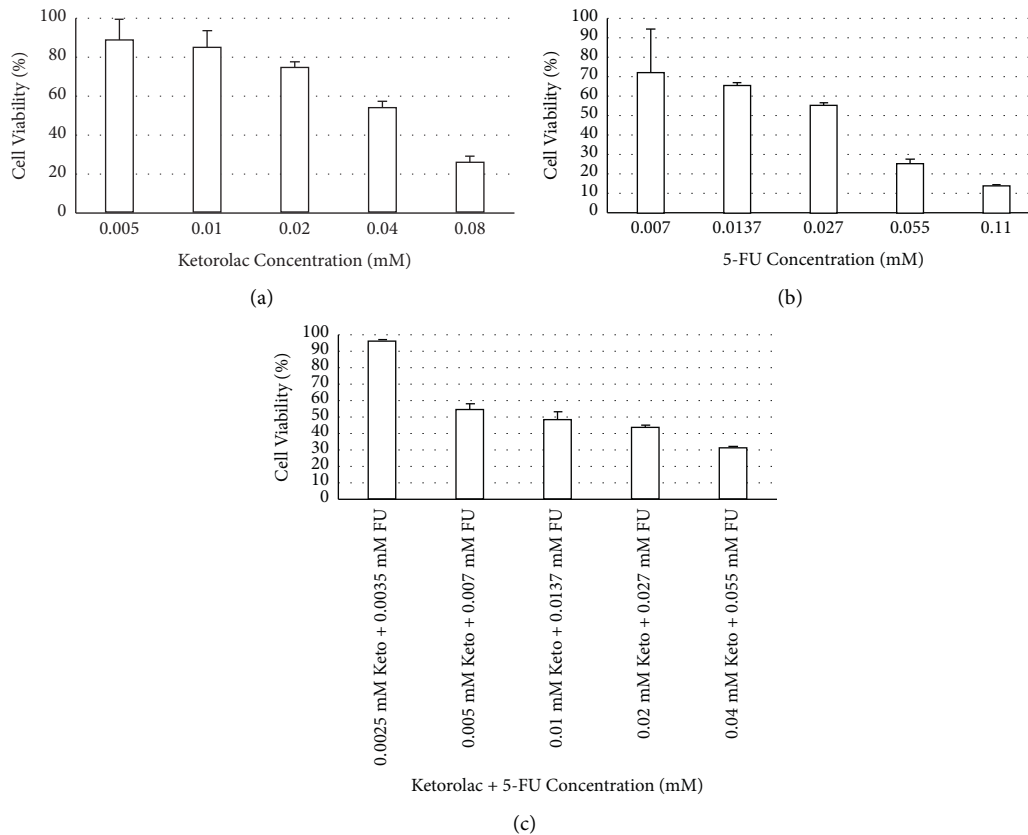 100
80
60
40
20
0
Cell Viability (%)
0.005 0.01 0.02 0.04 0.08
Ketorolac Concentration (mM)
(a)
100
90
80
70
60
50
40
30
20
10
0
Cell Viability (%)
0.007 0.0137 0.027 0.055 0.11
5-FU Concentration (mM)
(b)
100
90
80
70
60
50
40
30
20
10
0
Cell Viability (%)
0.0025 mM Keto + 0.0035 mM FU
0.005 mM Keto + 0.007 mM FU
0.01 mM Keto + 0.0137 mM FU
0.02 mM Keto + 0.027 mM FU
0.04 mM Keto + 0.055 mM FU
Ketorolac + 5-FU Concentration (mM)
(c)